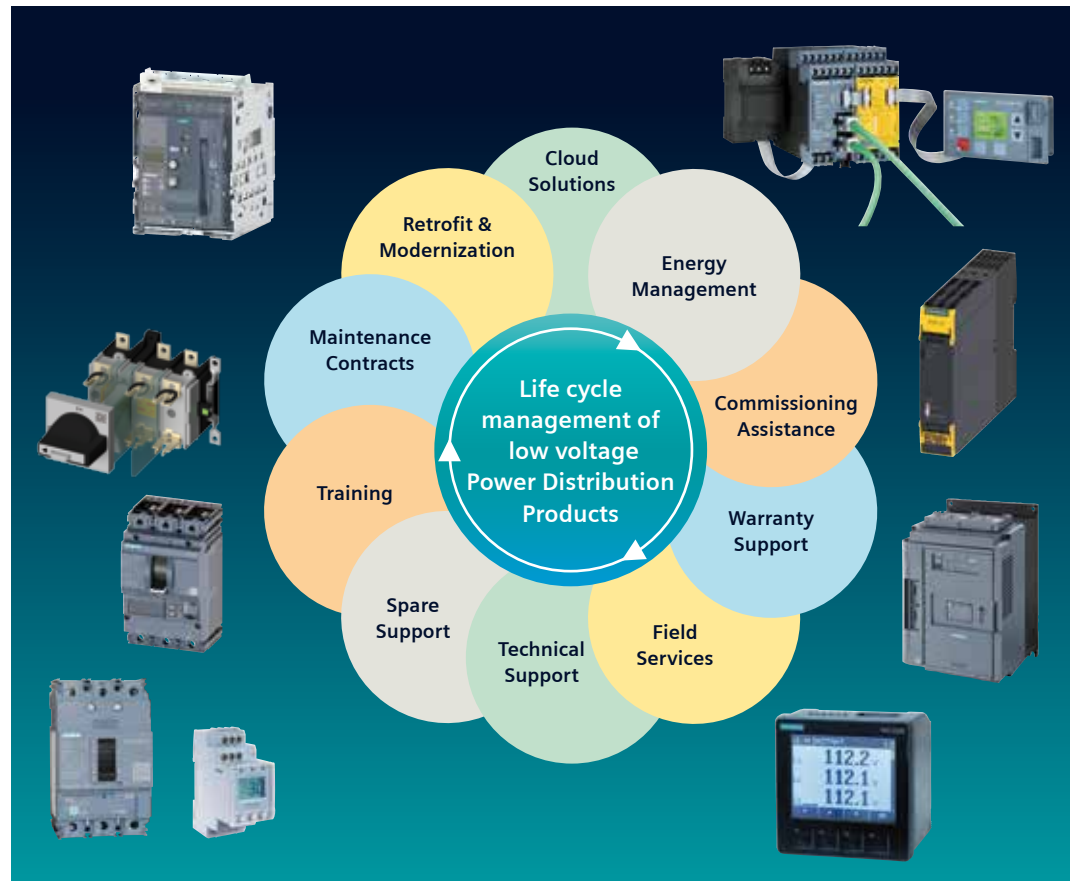 Cloud
Solutions
Energy
Management
Commissioning
Assistance
Warranty
Support
Field
Services
Technical
Support
Spare
Support
Training
Maintenance
Contracts
Retrofit &
Modernization
Life cycle
management of
low voltage
Power Distribution
Products
112.2
112.1
112.1